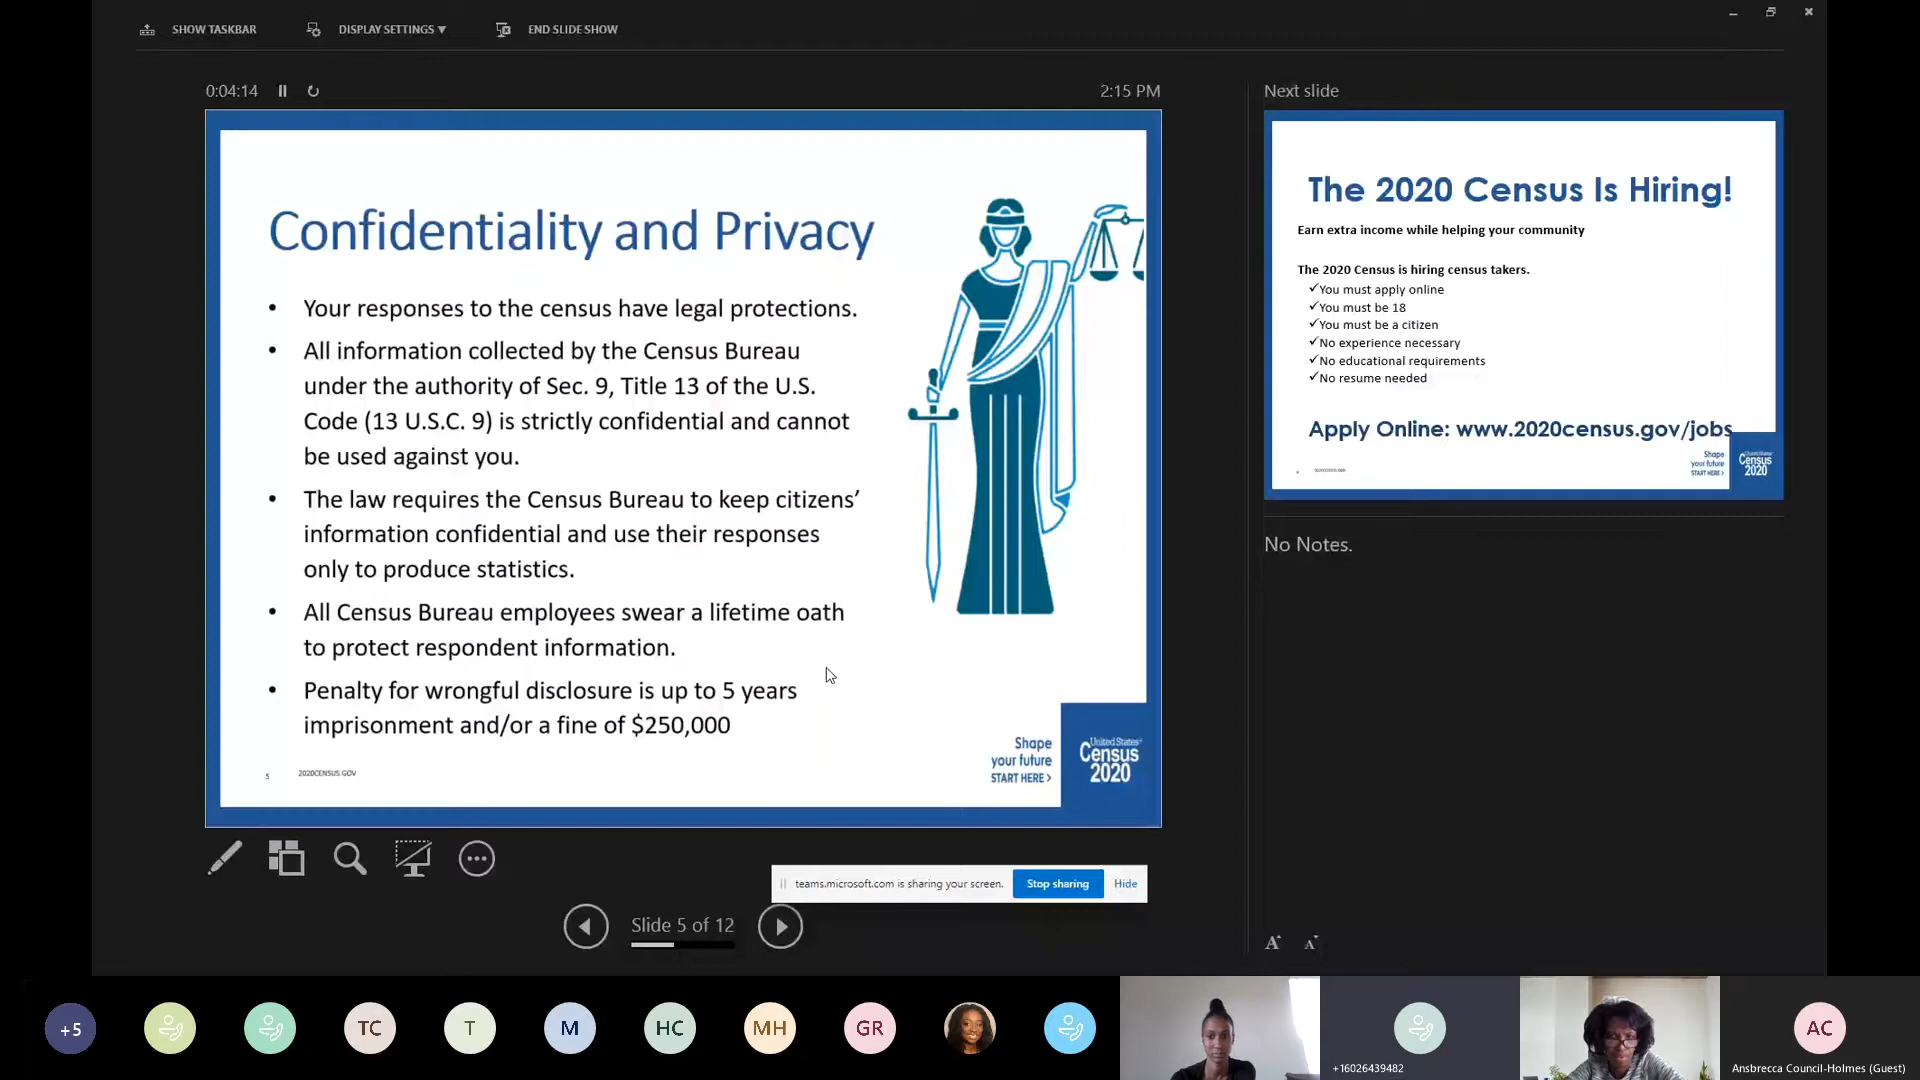 SHOW TASKBAR
DISPLAY SETTINGS ▼
END SLIDE SHOW
0:04:14
2:15 PM
Confidentiality and Privacy
• Your responses to the census have legal protections.
• All information collected by the Census Bureau
under the authority of Sec. 9, Title 13 of the U.S.
Code (13 U.S.C. 9) is strictly confidential and cannot
be used against you.
• The law requires the Census Bureau to keep citizens’
information confidential and use their responses
only to produce statistics.
• All Census Bureau employees swear a lifetime oath
to protect respondent information.
• Penalty for wrongful disclosure is up to 5 years
imprisonment and/or a fine of $250,000
5
2020CENSUS.GOV
Shape
your future
START HERE >
United States
Census
2020
Next slide
The 2020 Census Is Hiring!
Earn extra income while helping your community
The 2020 Census is hiring census takers.
✓You must apply online
✓You must be 18
✓You must be a citizen
✓No experience necessary
✓No educational requirements
✓No resume needed
Apply Online: www.2020census.gov/jobs
Shape
your future
START HERE >
United States
Census
2020
No Notes.
teams.microsoft.com is sharing your screen.
Stop sharing
Hide
Slide 5 of 12
A A
+5
TC
T
M
HC
MH
GR
+16026439482
AC
Ansbrecca Council-Holmes (Guest)